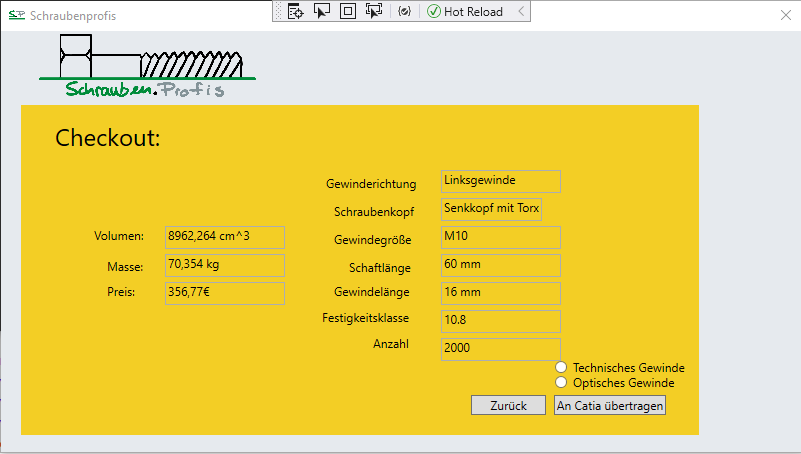 Schraubenprofis
Hot Reload
Schrauben.Profis
Checkout:
Gewinderichtung Linksgewinde
Schraubenkopf Senkkopf mit Torx
Volumen: 8962,264 cm^3 Gewindegröße M10
Masse: 70,354 kg Schaftlänge 60 mm
Preis: 356,77€ Gewindelänge 16 mm
Festigkeitsklasse 10.8
Anzahl 2000
Technisches Gewinde
Optisches Gewinde
Zurück An Catia übertragen